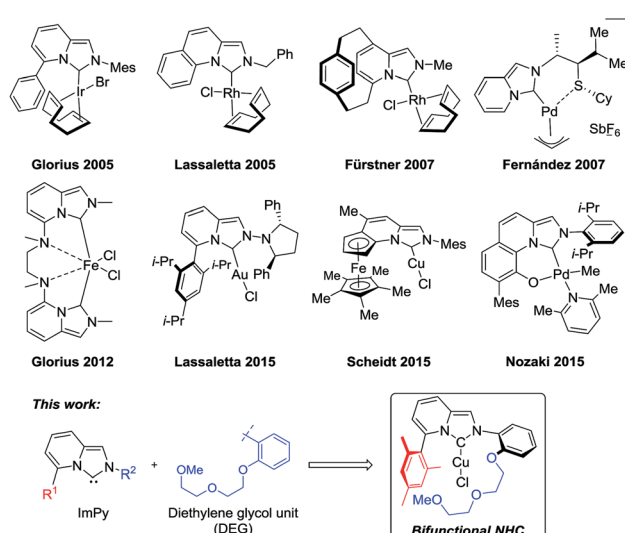 N
N
Mes
Ir
Br
Glorius 2005
N
N
Ph
Cl
Rh
Lassaletta 2005
N
N
Me
Cl
Rh
Fürstner 2007
Me
Me
Me
N
N
S
Cy
Pd
SbF6
Fernández 2007
N
N
N
Fe
Cl
Cl
N
N
N
Glorius 2012
Ph
N
N
N
i-Pr
i-Pr
Ph
Au
Cl
i-Pr
Lassaletta 2015
Me
N
N
Mes
Fe
Cu
Cl
Me
Me
Me
Me
Me
Scheidt 2015
i-Pr
N
N
i-Pr
Pd
Me
O
Mes
Me
N
Me
Nozaki 2015
This work:
N
N
R2
R1
ImPy
+
OMe
O
O
Diethylene glycol unit
(DEG)
N
N
C
Cu
Cl
O
O
MeO
Bifunctional NHC